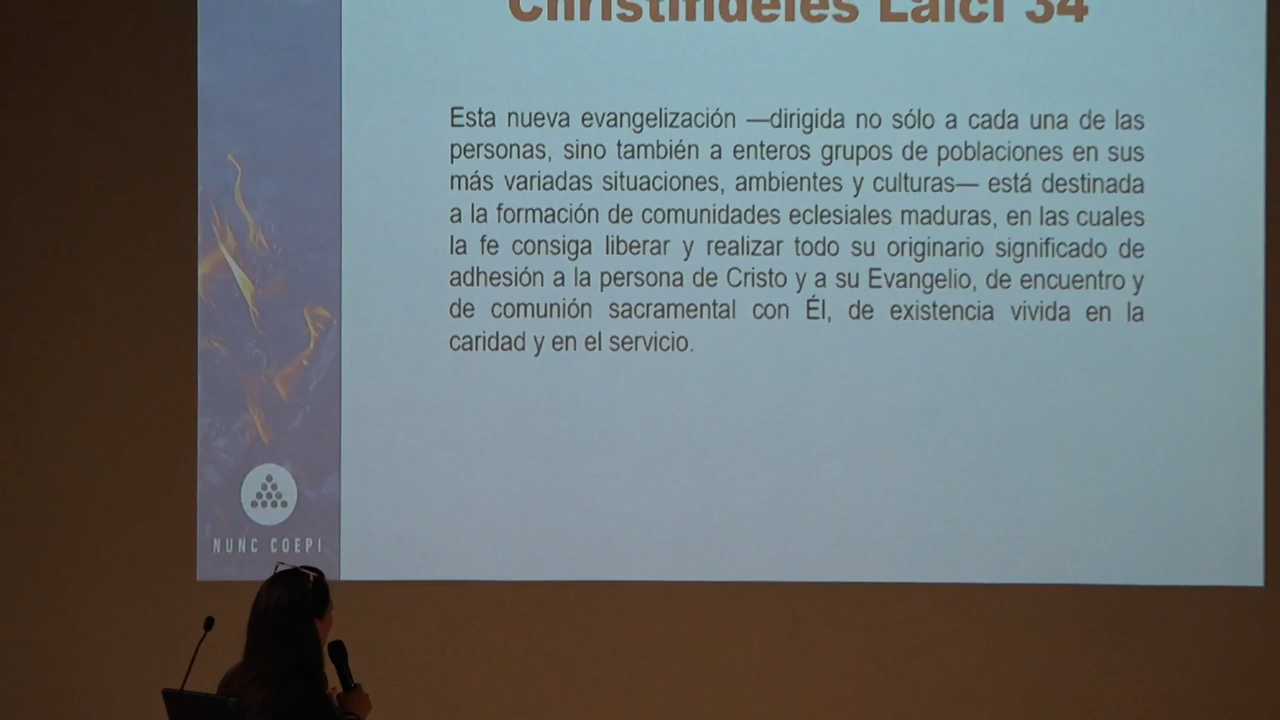 Christifideles Laici 34
Esta nueva evangelización —dirigida no sólo a cada una de las
personas, sino también a enteros grupos de poblaciones en sus
más variadas situaciones, ambientes y culturas— está destinada
a la formación de comunidades eclesiales maduras, en las cuales
la fe consiga liberar y realizar todo su originario significado de
adhesión a la persona de Cristo y a su Evangelio, de encuentro y
de comunión sacramental con Él, de existencia vivida en la
caridad y en el servicio.
NUNC COEPI